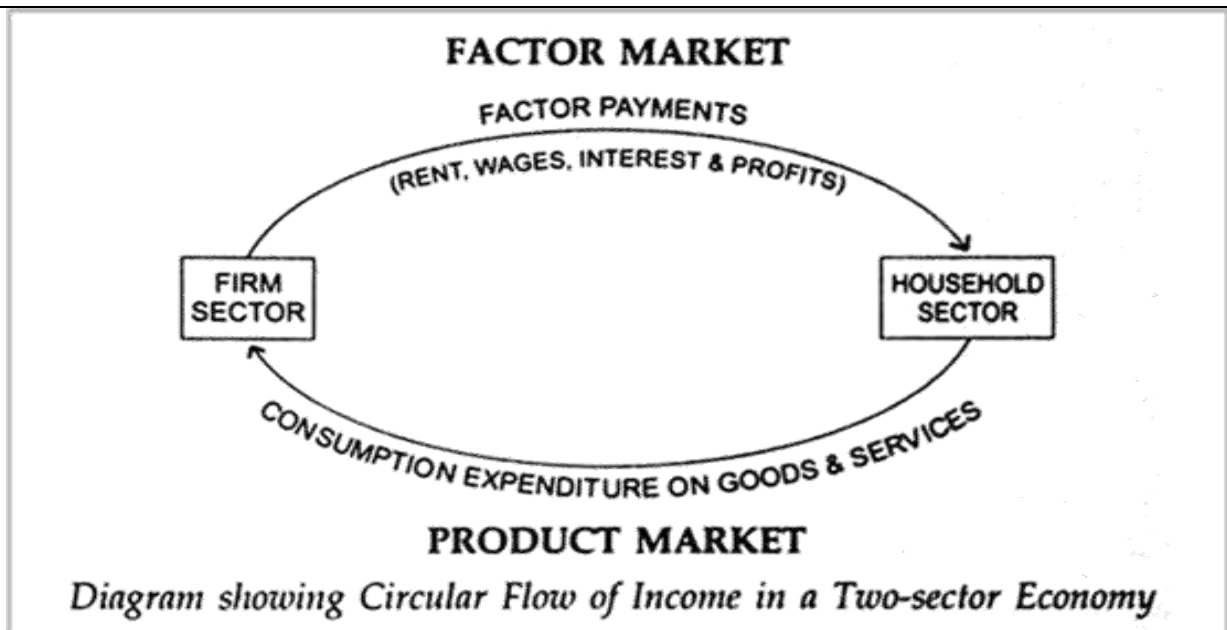 FACTOR MARKET
FACTOR PAYMENTS
(RENT, WAGES, INTEREST & PROFITS)
FIRM
SECTOR
HOUSEHOLD
SECTOR
CONSUMPTION EXPENDITURE ON GOODS & SERVICES
PRODUCT MARKET
Diagram showing Circular Flow of Income in a Two-sector Economy